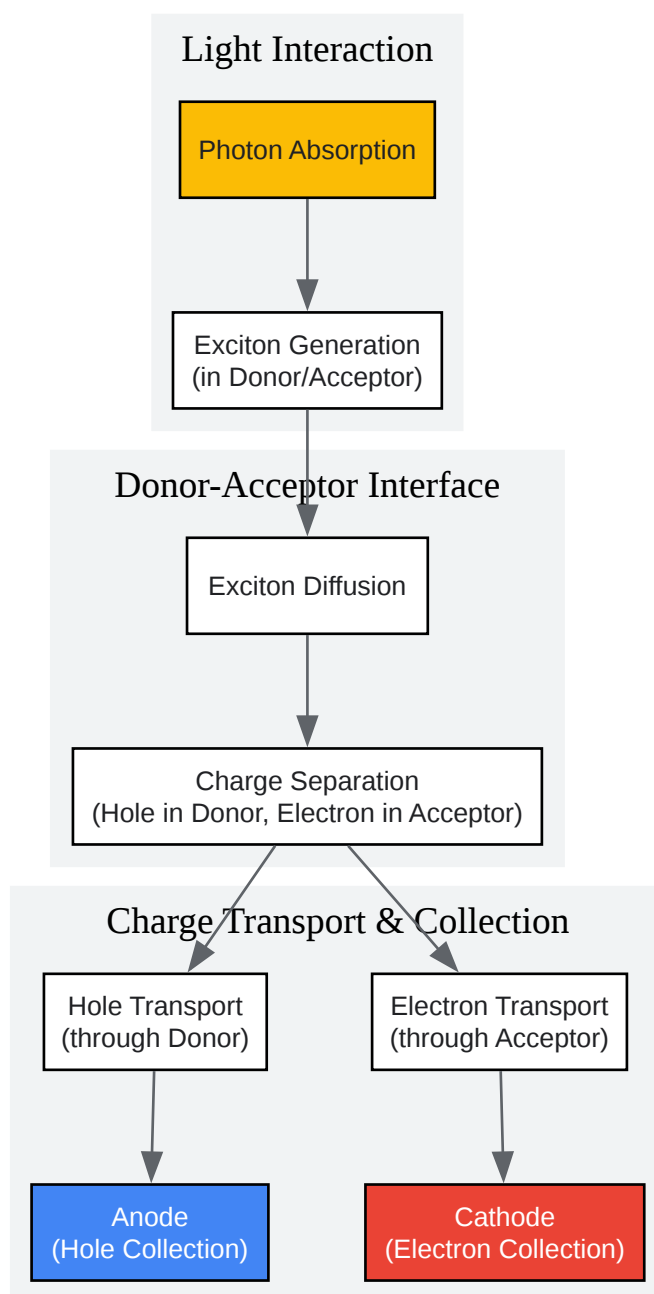 Light Interaction
Photon Absorption
Exciton Generation
(in Donor/Acceptor)
Donor-Acceptor Interface
Exciton Diffusion
Charge Separation
(Hole in Donor, Electron in Acceptor)
Charge Transport & Collection
Hole Transport
(through Donor)
Electron Transport
(through Acceptor)
Anode
(Hole Collection)
Cathode
(Electron Collection)